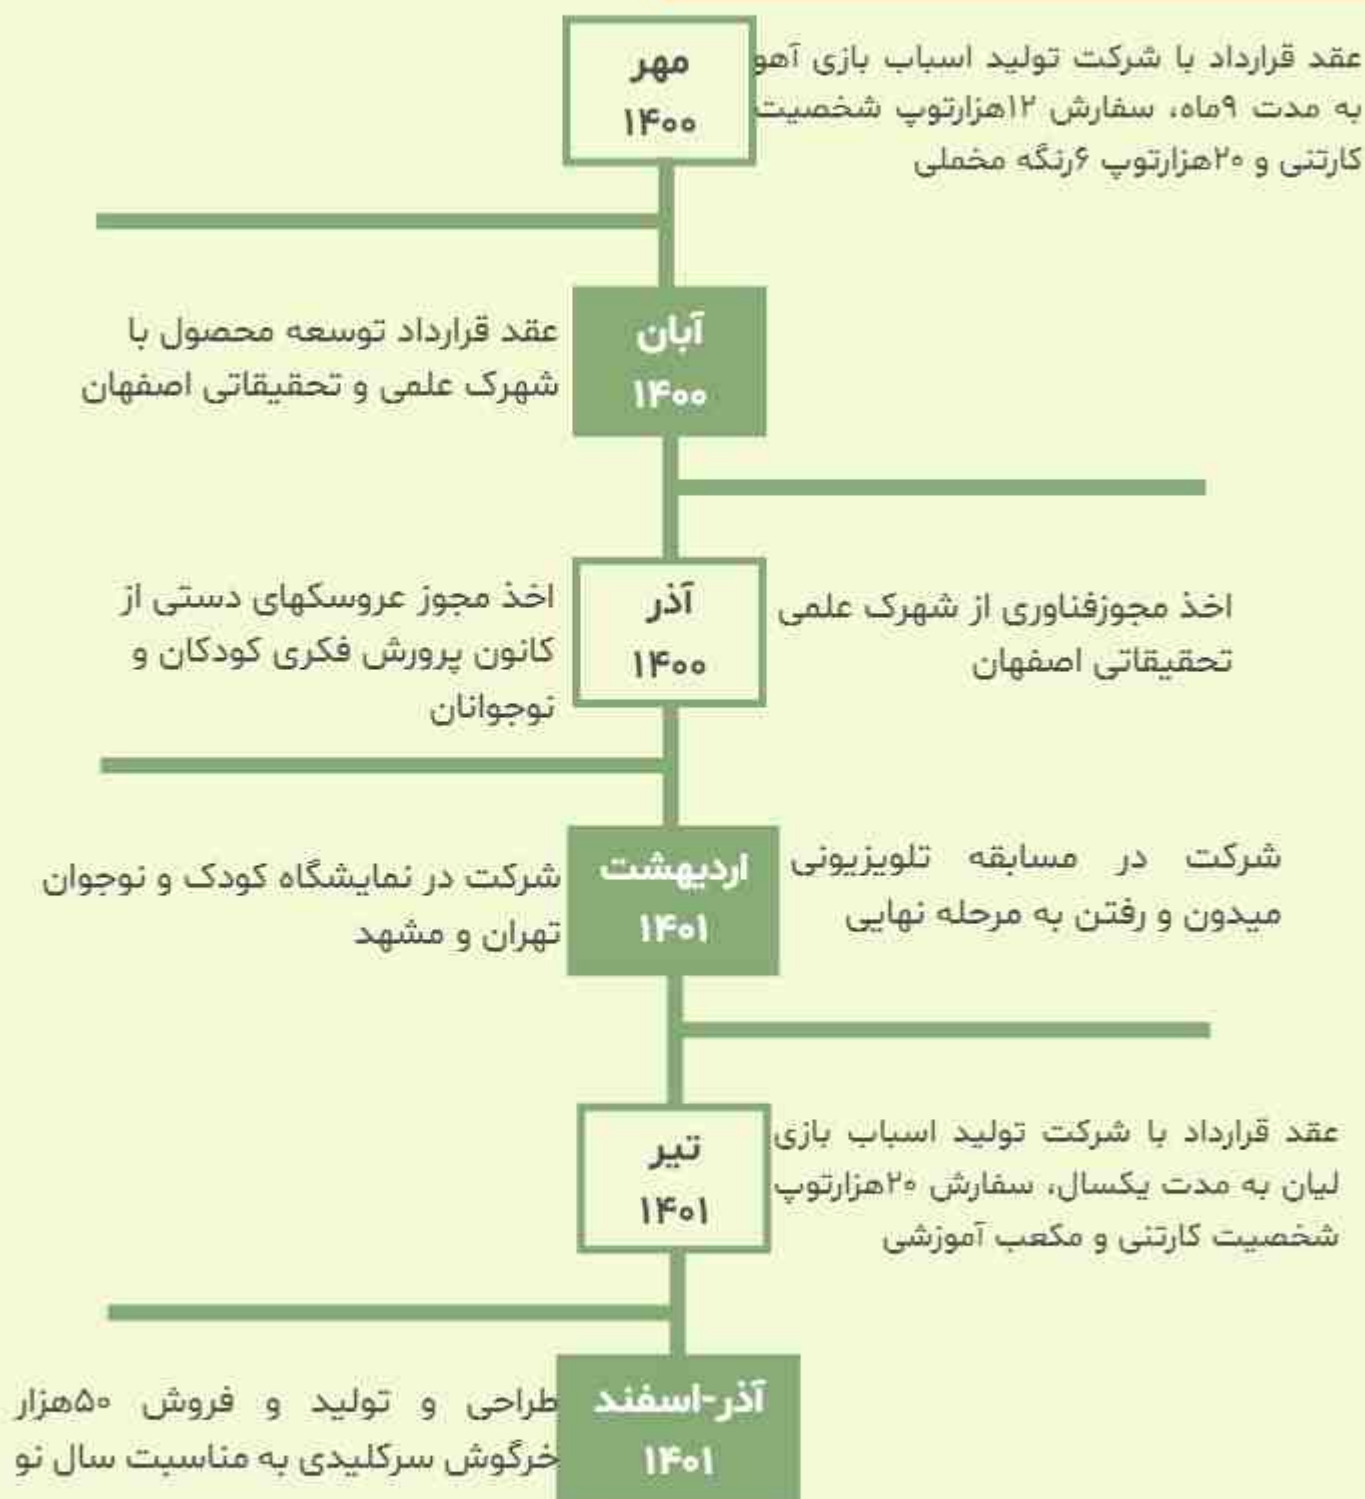 مهر
۱۴۰۰
عقد قرارداد با شرکت تولید اسباب بازی آهو
به مدت ۹ماه، سفارش ۱۲هزارتوپ شخصیت
کارتنی و ۲۰هزارتوپ ۶رنگه مخملی
آبان
۱۴۰۰
عقد قرارداد توسعه محصول با
شهرک علمی و تحقیقاتی اصفهان
آذر
۱۴۰۰
اخذ مجوزفناوری از شهرک علمی
تحقیقاتی اصفهان
اخذ مجوز عروسکهای دستی از
کانون پرورش فکری کودکان و
نوجوانان
اردیبهشت
۱۴۰۱
شرکت در مسابقه تلویزیونی
میدون و رفتن به مرحله نهایی
شرکت در نمایشگاه کودک و نوجوان
تهران و مشهد
تیر
۱۴۰۱
عقد قرارداد با شرکت تولید اسباب بازی
لیان به مدت یکسال، سفارش ۲۰هزارتوپ
شخصیت کارتنی و مکعب آموزشی
آذر-اسفند
۱۴۰۱
طراحی و تولید و فروش ۵۰هزار
خرگوش سرکلیدی به مناسبت سال نو